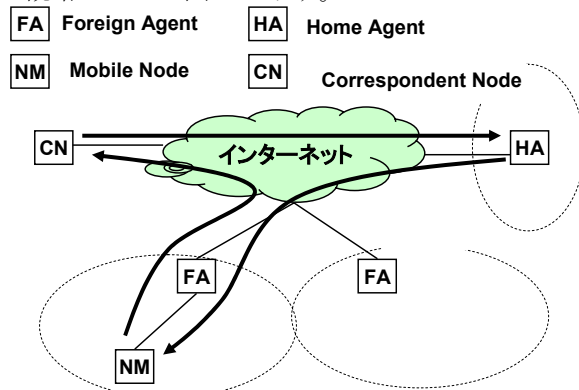 FA Foreign Agent HA Home Agent
NM Mobile Node CN Correspondent Node
CN インターネット HA
FA FA
NM